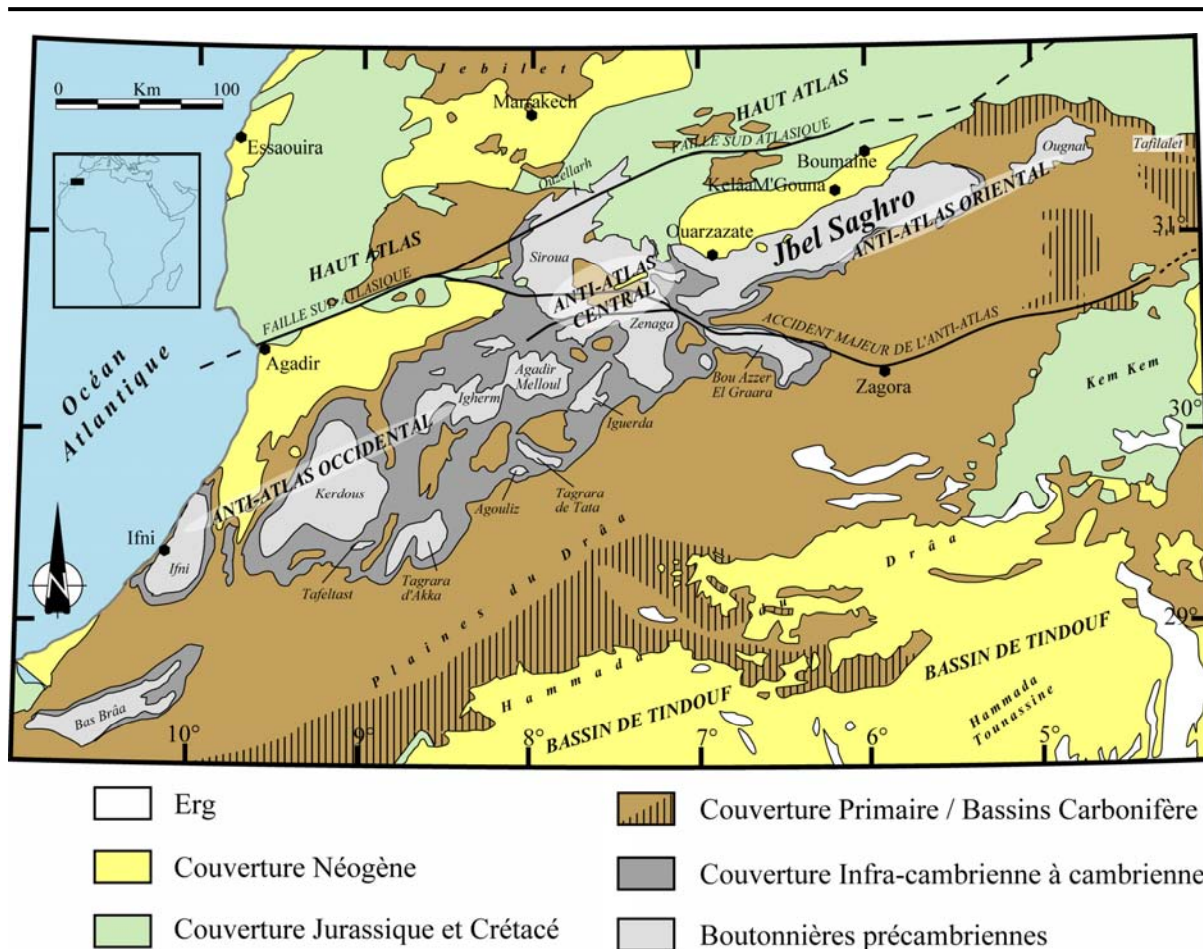 Jebilet
0 Km 100
Marrakech
Essaouira
HAUT ATLAS
FAILLE SUD ATLASIQUE
Boumalne
Ougnat
Tafilalet
Ouzellarh
KelâaM'Gouna
Jbel Saghro
ANTI-ATLAS ORIENTAL
31°
Ouarzazate
HAUT ATLAS
Siroua
FAILLE SUD ATLASIQUE
ANTI-ATLAS
CENTRAL
Zenaga
ACCIDENT MAJEUR DE L'ANTI-ATLAS
Agadir
Océan
Atlantique
Agadir
Melloul
Igherm
Bou Azzer
El Graara
Zagora
Kem Kem
Iguerda
30°
ANTI-ATLAS OCCIDENTAL
Kerdous
Agouliz
Tagrara
de Tata
Ifni
Ifni
N
Tafeltast
Tagrara
d'Akka
Plaines du Drâa
Hammada du Drâa
29°
BASSIN DE TINDOUF
BASSIN DE TINDOUF
Hammada
Tounassine
Bas Brâa
10° 9° 8° 7° 6° 5°
Erg
Couverture Néogène
Couverture Jurassique et Crétacé
Couverture Primaire / Bassins Carbonifère
Couverture Infra-cambrienne à cambrienne
Boutonnières précambriennes